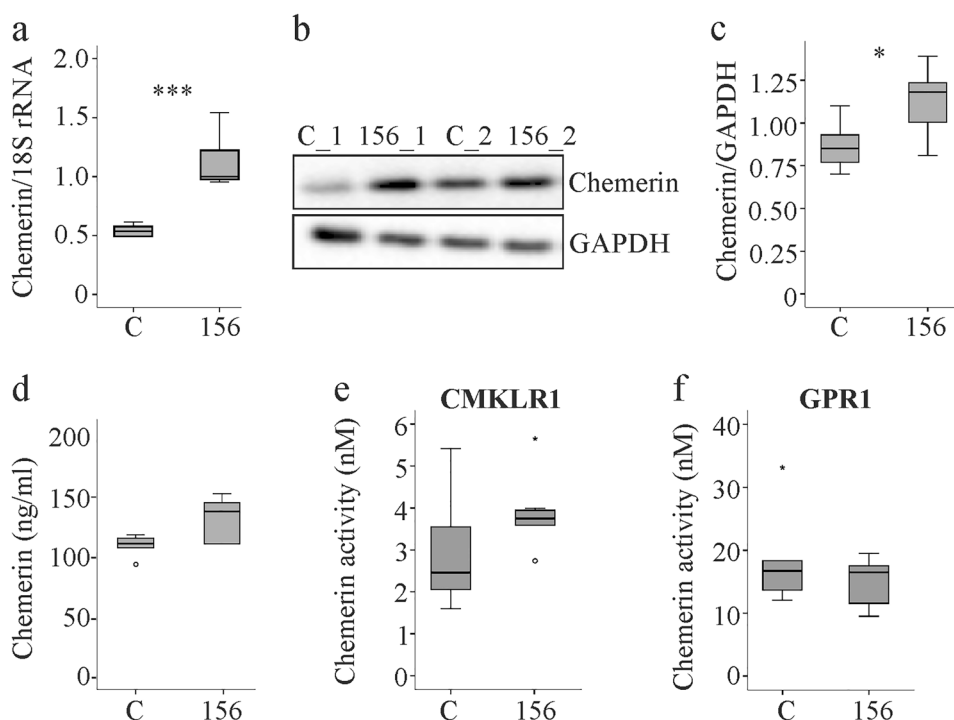 a
Chemerin/18S rRNA
2.0
1.5
1.0
0.5
0
***
C 156
b
C_1 156_1 C_2 156_2
Chemerin
GAPDH
c
Chemerin/GAPDH
1.25
1.00
0.75
0.50
0.25
0
*
C 156
d
Chemerin (ng/ml)
200
150
100
50
0
C 156
e
CMKLR1
Chemerin activity (nM)
6
5
4
3
2
1
0
C 156
f
GPR1
Chemerin activity (nM)
40
30
20
10
0
C 156